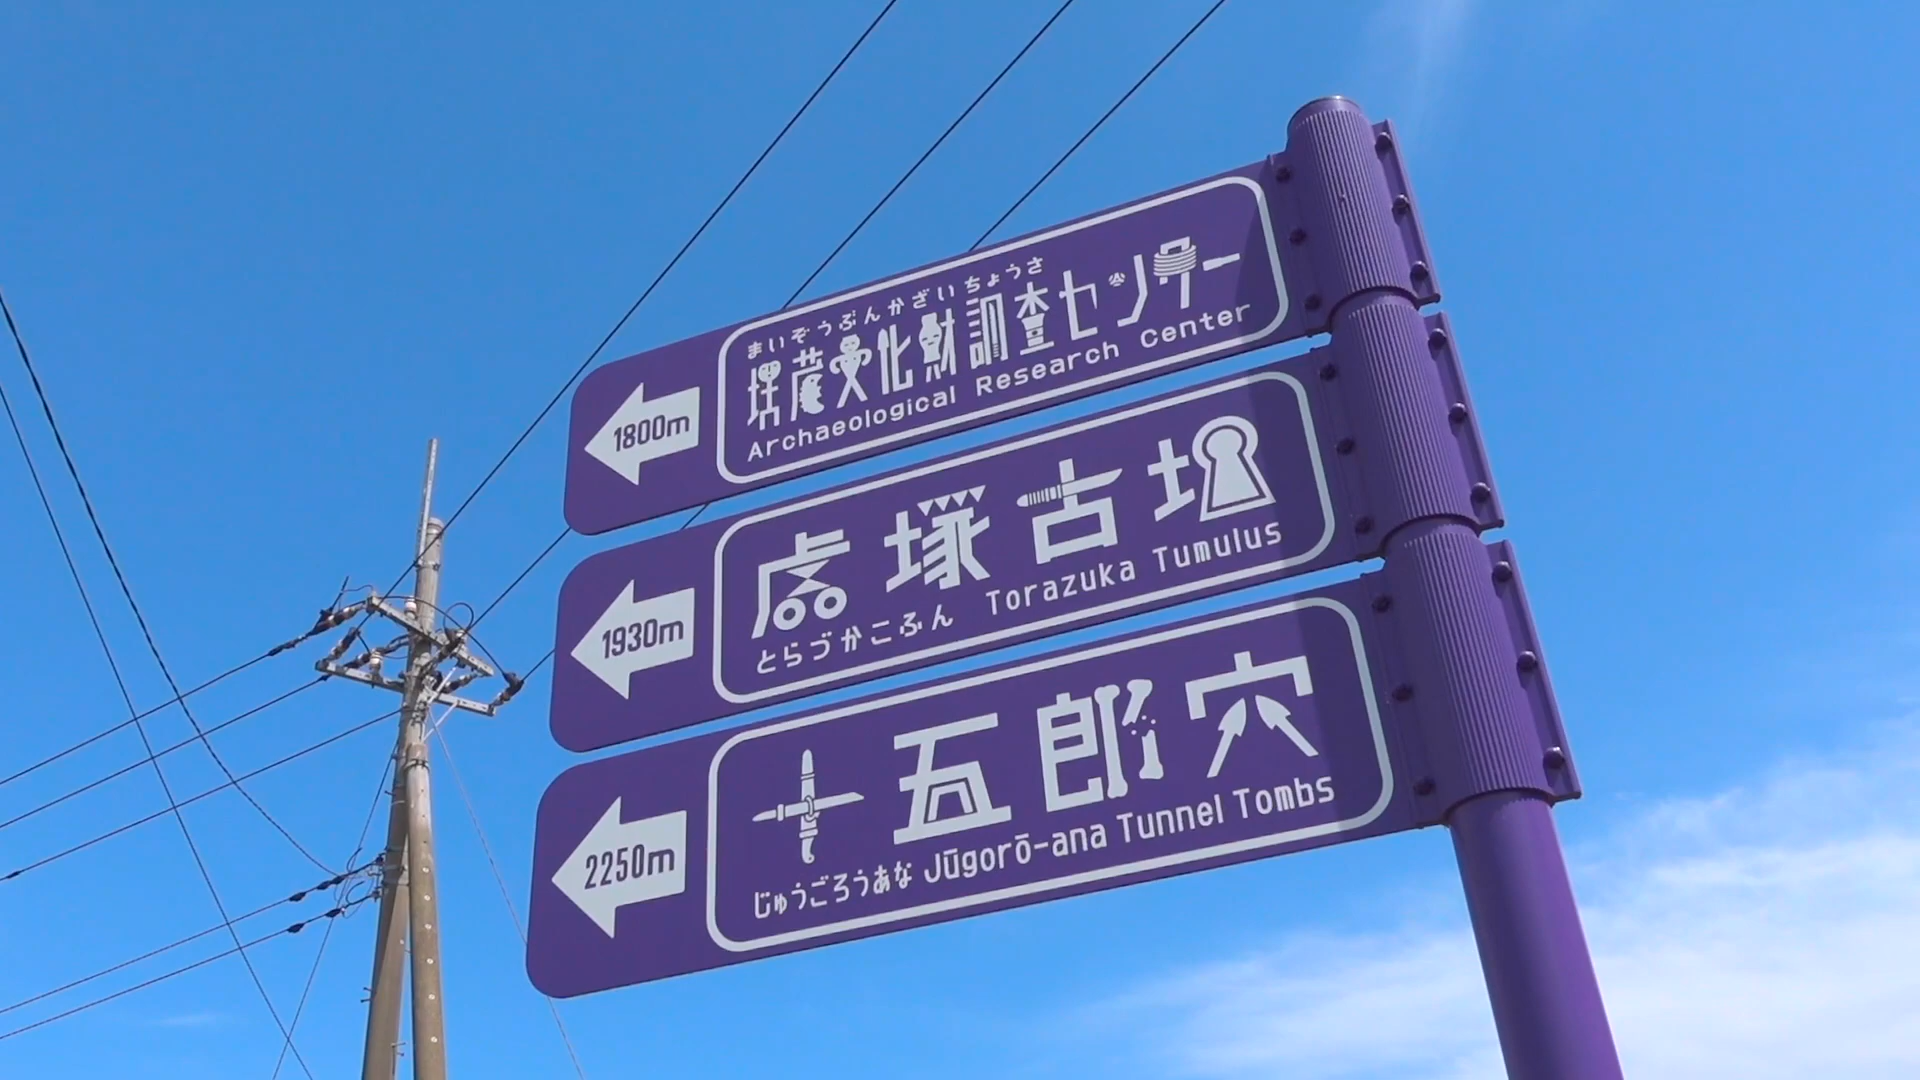 まいぞうぶんかざいちょうさ
埋蔵文化財調査センター
Archaeological Research Center
1800m
虎塚古墳
とらづかこふん Torazuka Tumulus
1930m
十五郎穴
じゅうごろうあな Jūgorō-ana Tunnel Tombs
2250m